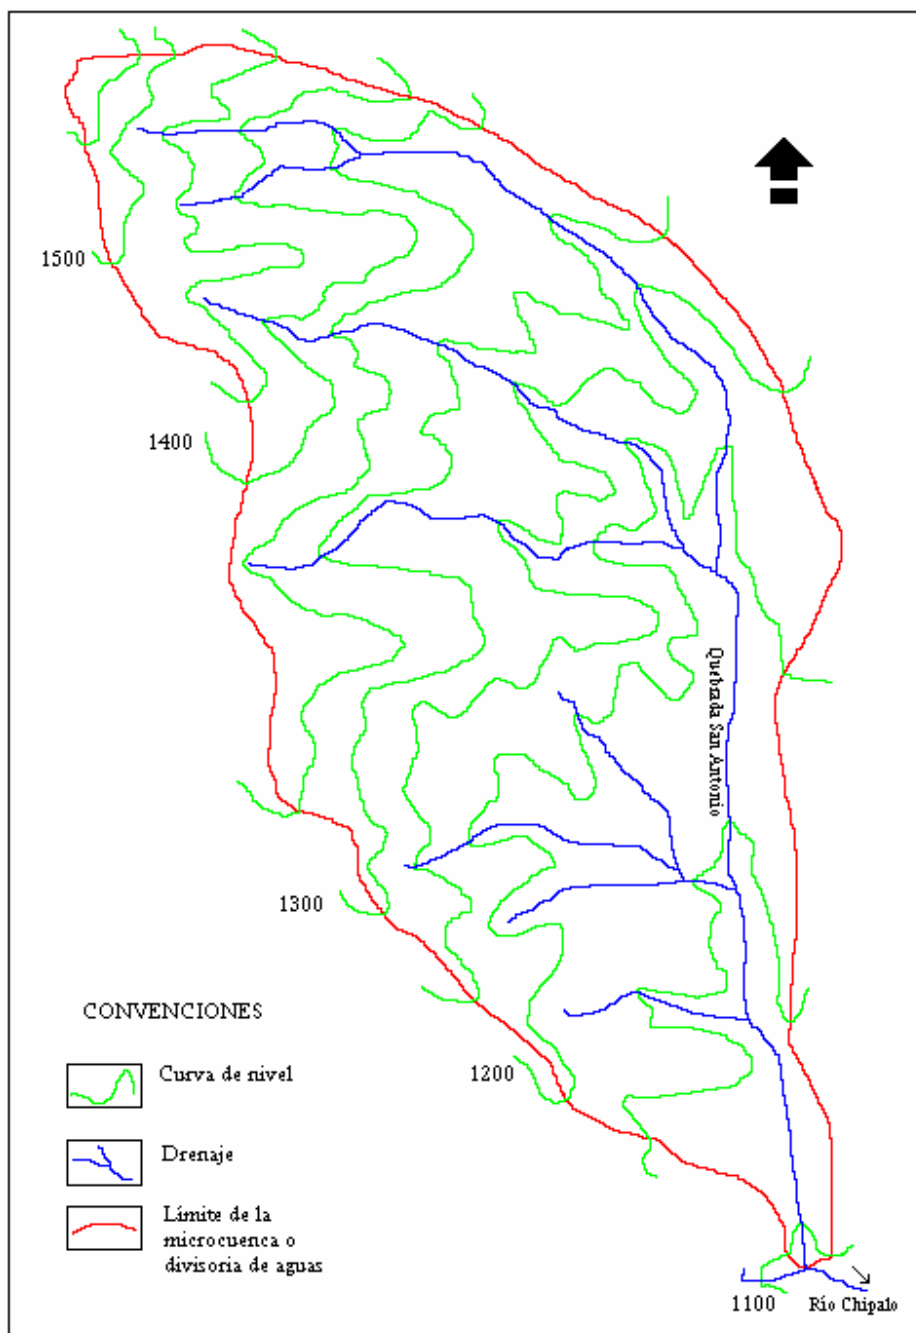 1500
1400
Quebrada San Antonio
1300
CONVENCIONES
Curva de nivel
1200
Drenaje
Límite de la
microcuenca o
divisoria de aguas
1100
Río Chipalo